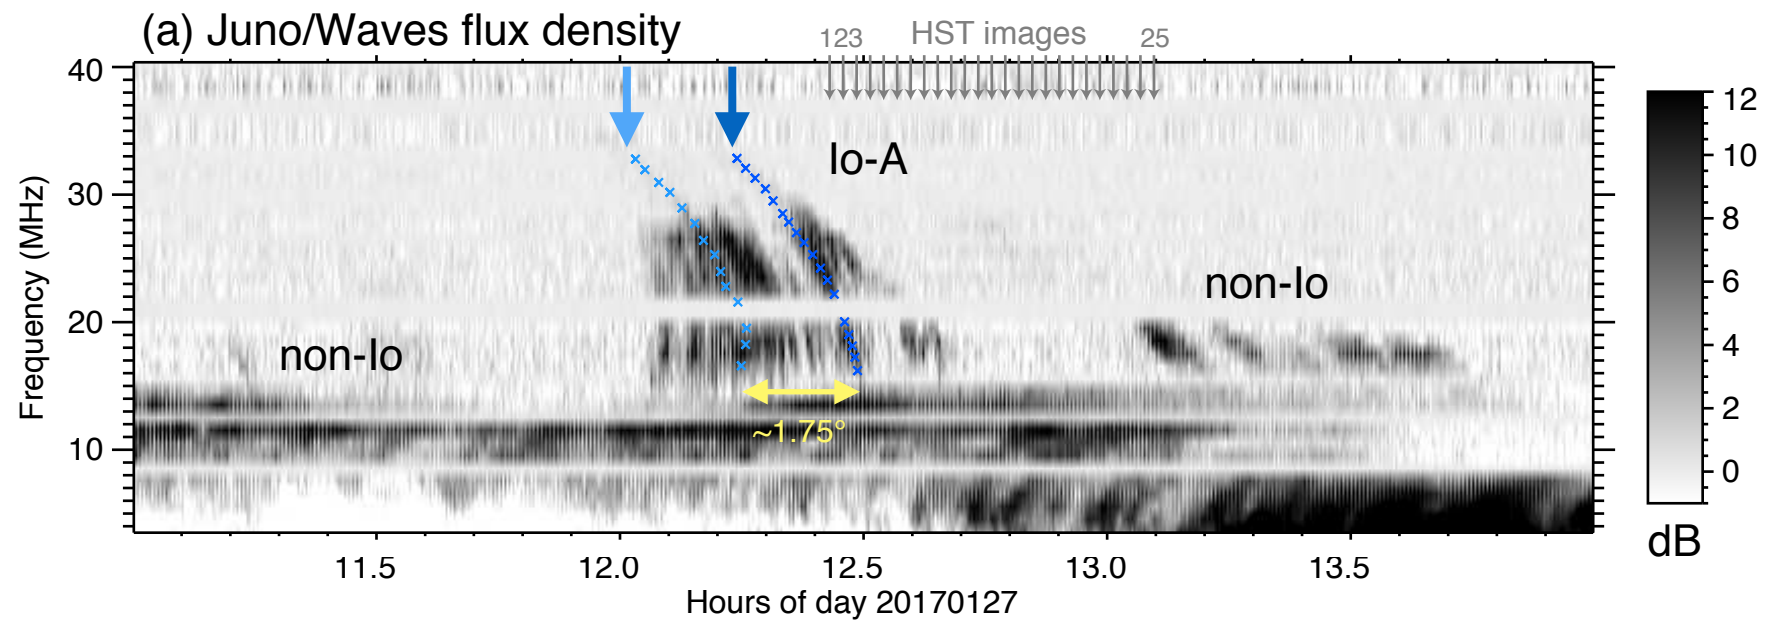 (a) Juno/Waves flux density
123 HST images 25
40
30
20
10
Frequency (MHz)
Io-A
non-Io
non-Io
~1.75°
11.5 12.0 12.5 13.0 13.5
Hours of day 20170127
12
10
8
6
4
2
0
dB